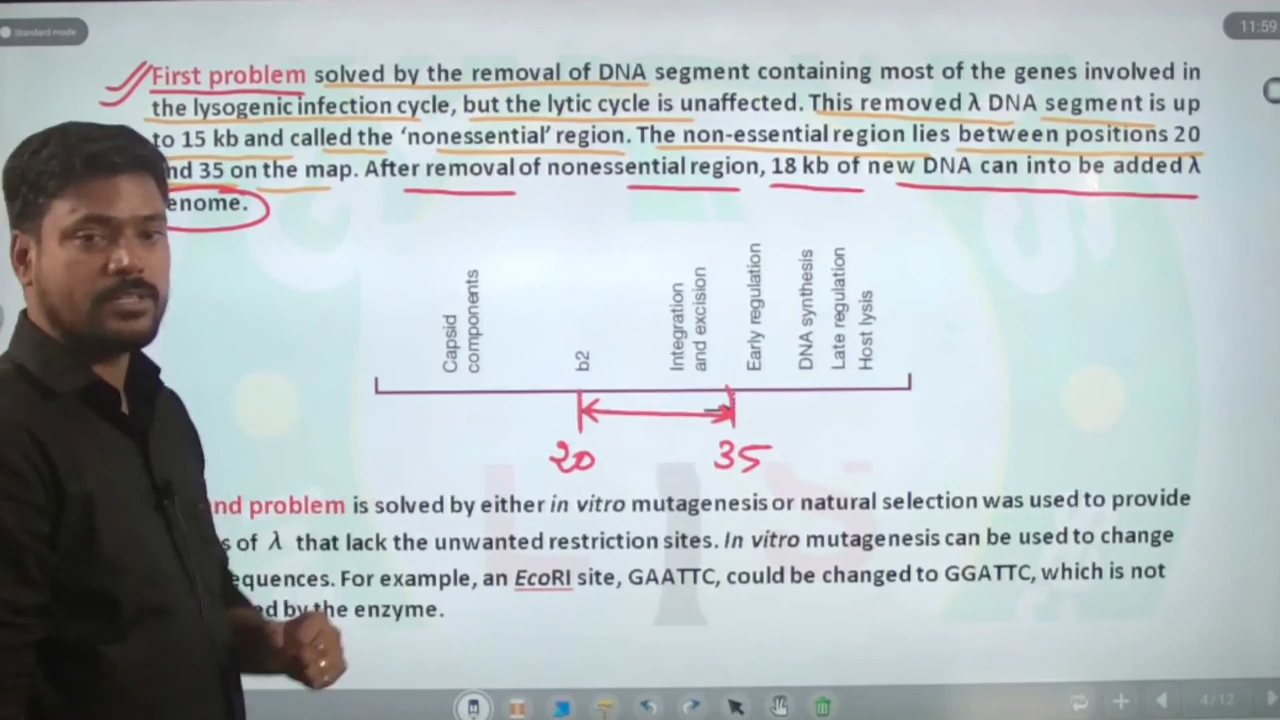 Standard mode
11:59
First problem solved by the removal of DNA segment containing most of the genes involved in
the lysogenic infection cycle, but the lytic cycle is unaffected. This removed λ DNA segment is up
to 15 kb and called the ‘nonessential’ region. The non-essential region lies between positions 20
nd 35 on the map. After removal of nonessential region, 18 kb of new DNA can into be added λ
enome.
Capsid
components
b2
Integration
and excision
Early regulation
DNA synthesis
Late regulation
Host lysis
20
35
nd problem is solved by either in vitro mutagenesis or natural selection was used to provide
s of λ that lack the unwanted restriction sites. In vitro mutagenesis can be used to change
equences. For example, an EcoRI site, GAATTC, could be changed to GGATTC, which is not
ed by the enzyme.
4/12